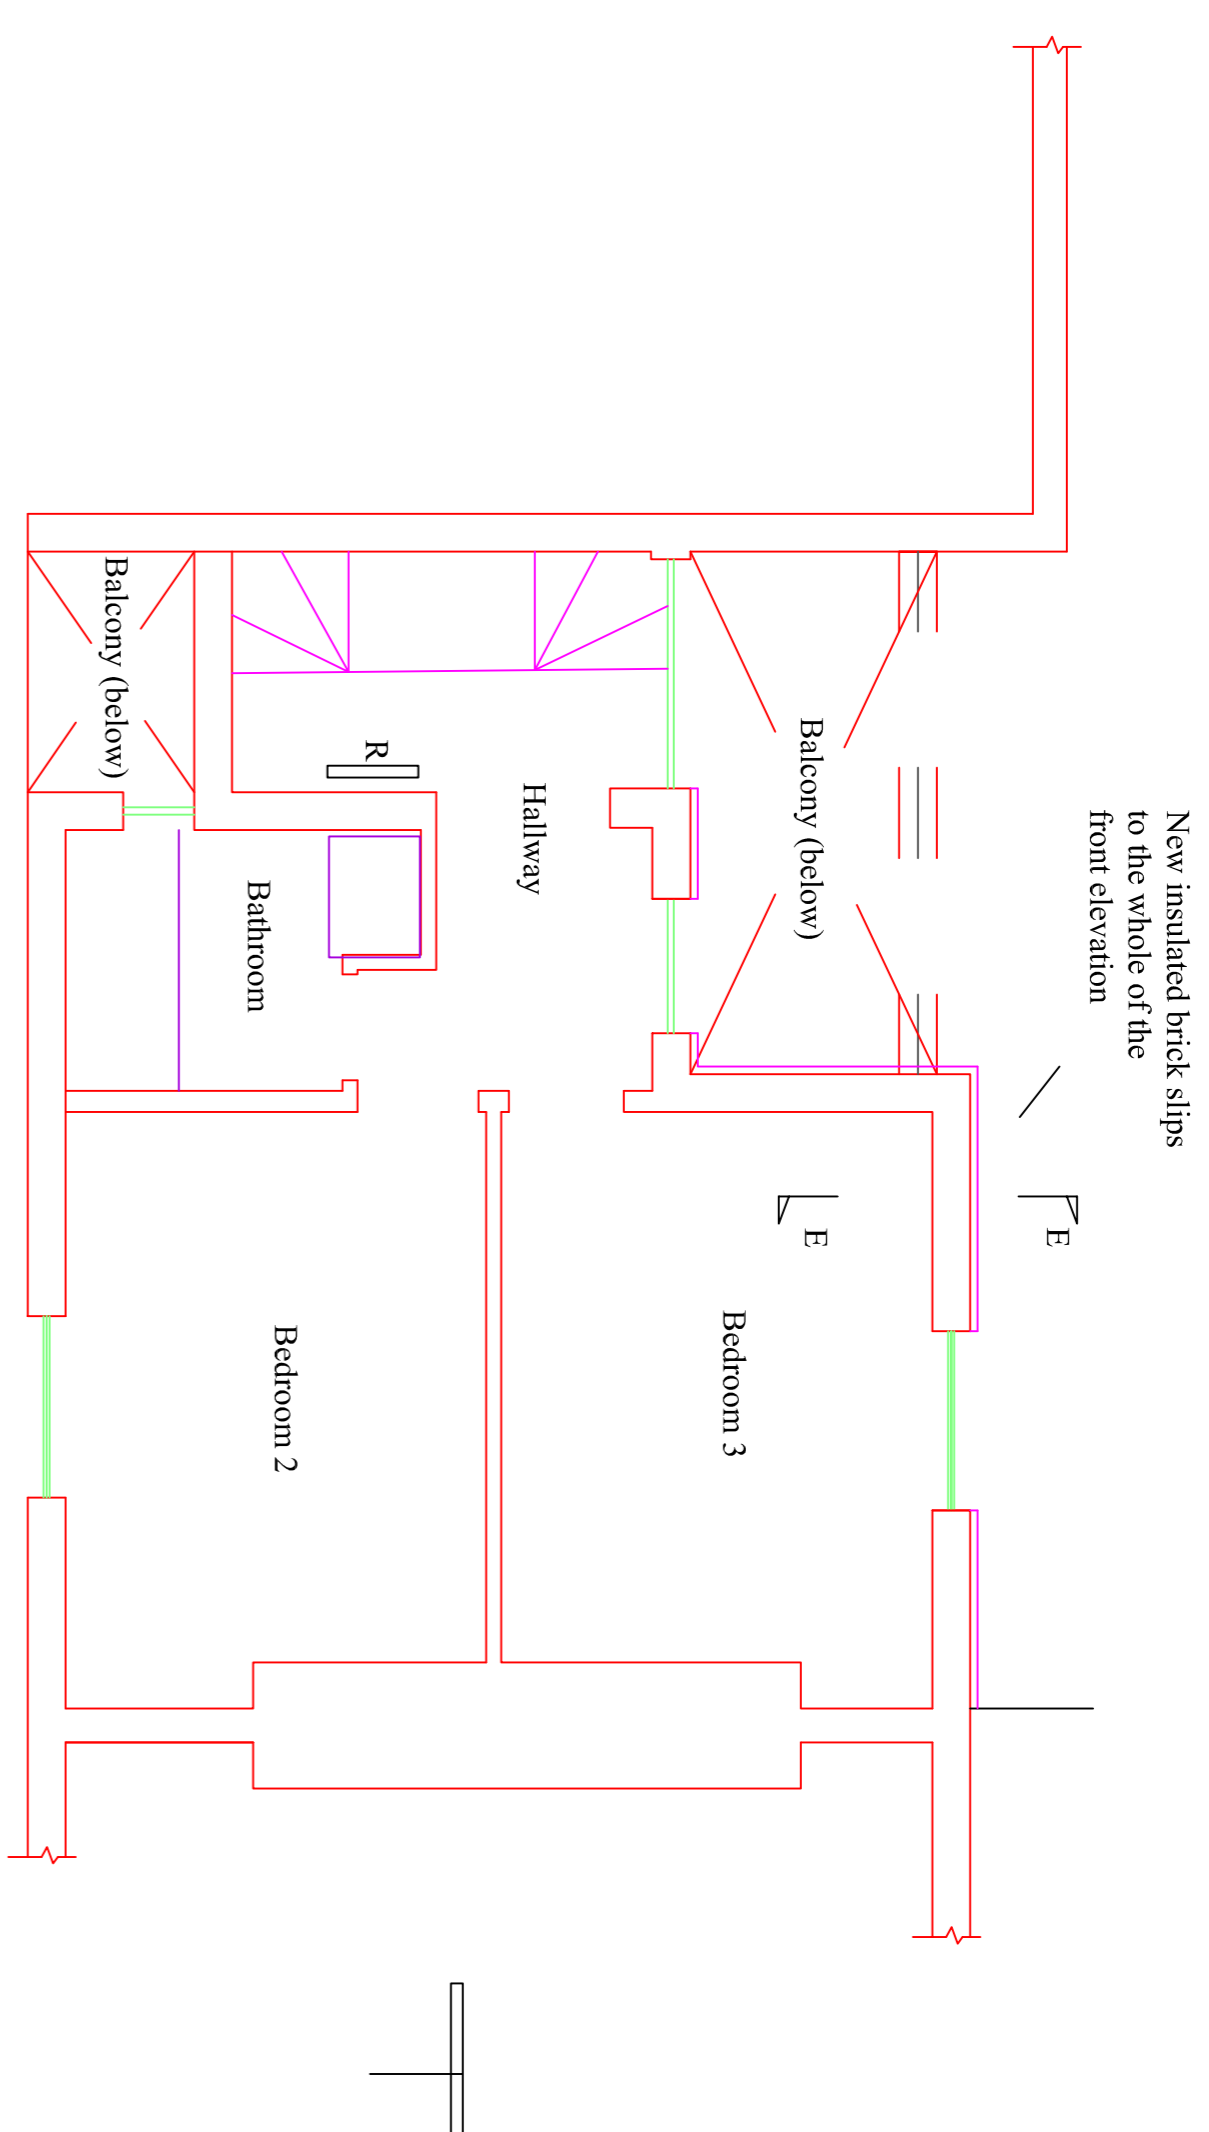 New insulated brick slips
to the whole of the
front elevation
E
E
Balcony (below)
Bedroom 3
Hallway
R
Bathroom
Bedroom 2
Balcony (below)